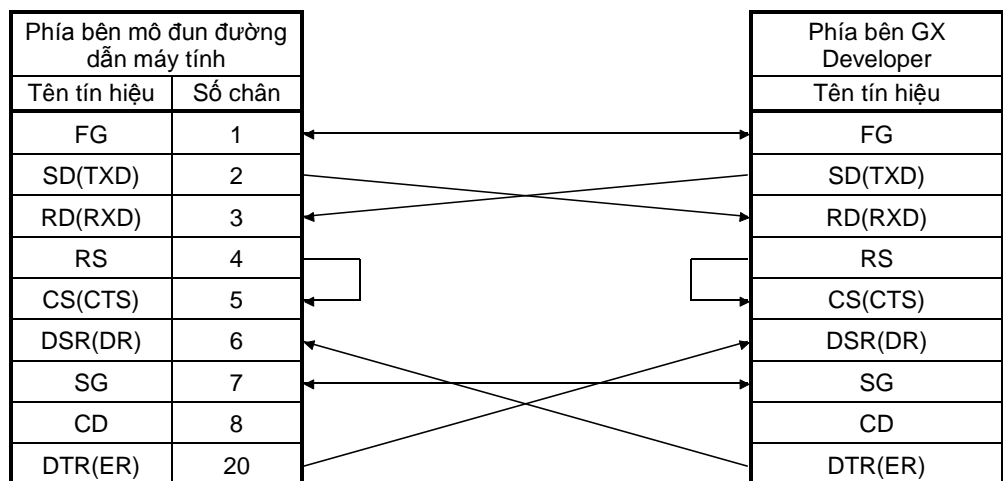 Phía bên mô đun đường
dẫn máy tính
Phía bên GX
Developer
Tên tín hiệu Số chân Tên tín hiệu
FG 1 FG
SD(TXD) 2 SD(TXD)
RD(RXD) 3 RD(RXD)
RS 4 RS
CS(CTS) 5 CS(CTS)
DSR(DR) 6 DSR(DR)
SG 7 SG
CD 8 CD
DTR(ER) 20 DTR(ER)